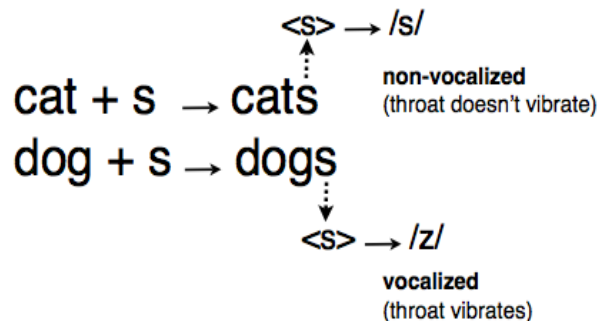 <s> → /s/
non-vocalized
(throat doesn't vibrate)
cat + s → cats
dog + s → dogs
<s> → /z/
vocalized
(throat vibrates)